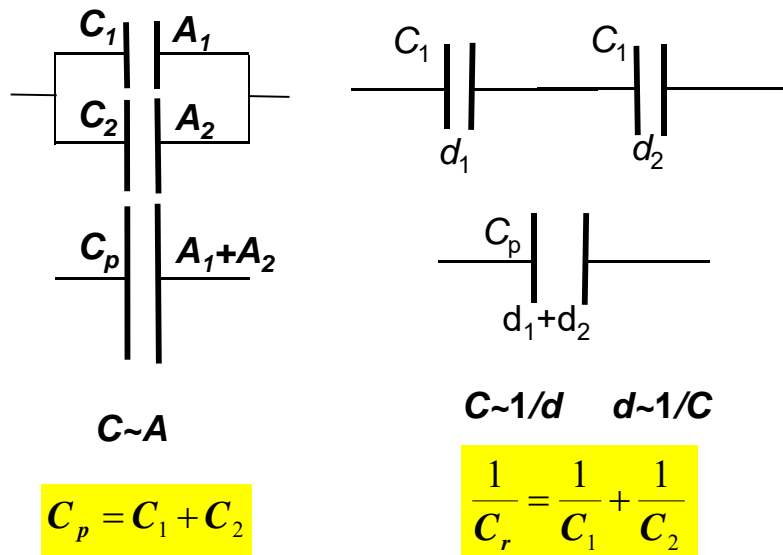 C₁ A₁
C₂ A₂
Cₚ A₁+A₂
C~A
Cₚ = C₁ + C₂
C₁ C₁
d₁ d₂
Cₚ
d₁+d₂
C~1/d d~1/C
1/Cᵣ = 1/C₁ + 1/C₂